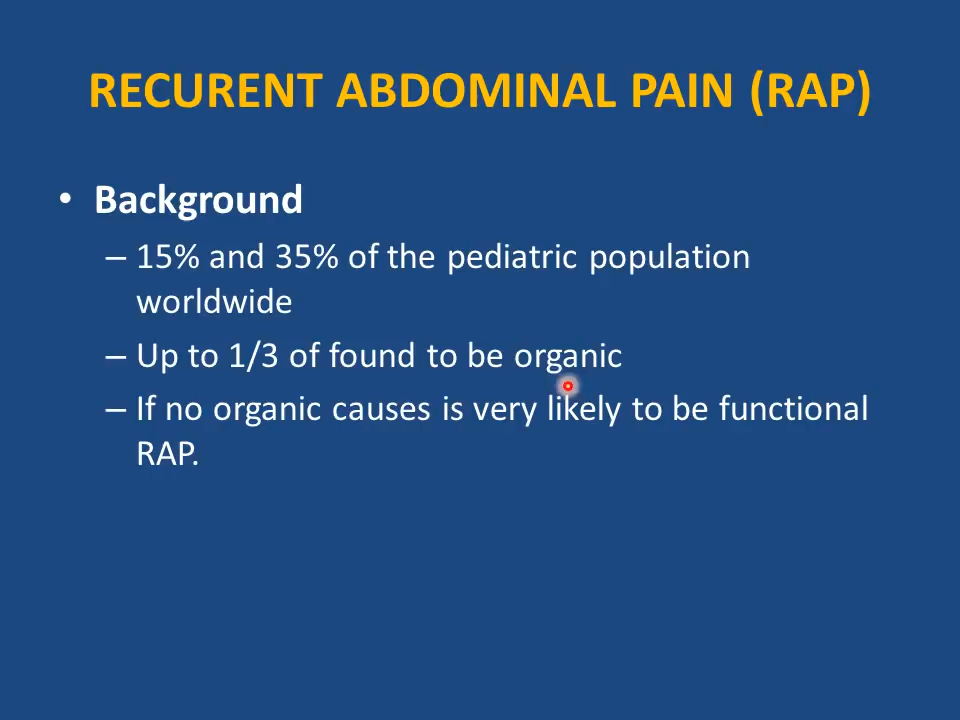 RECURENT ABDOMINAL PAIN (RAP)
• Background
– 15% and 35% of the pediatric population
worldwide
– Up to 1/3 of found to be organic
– If no organic causes is very likely to be functional
RAP.